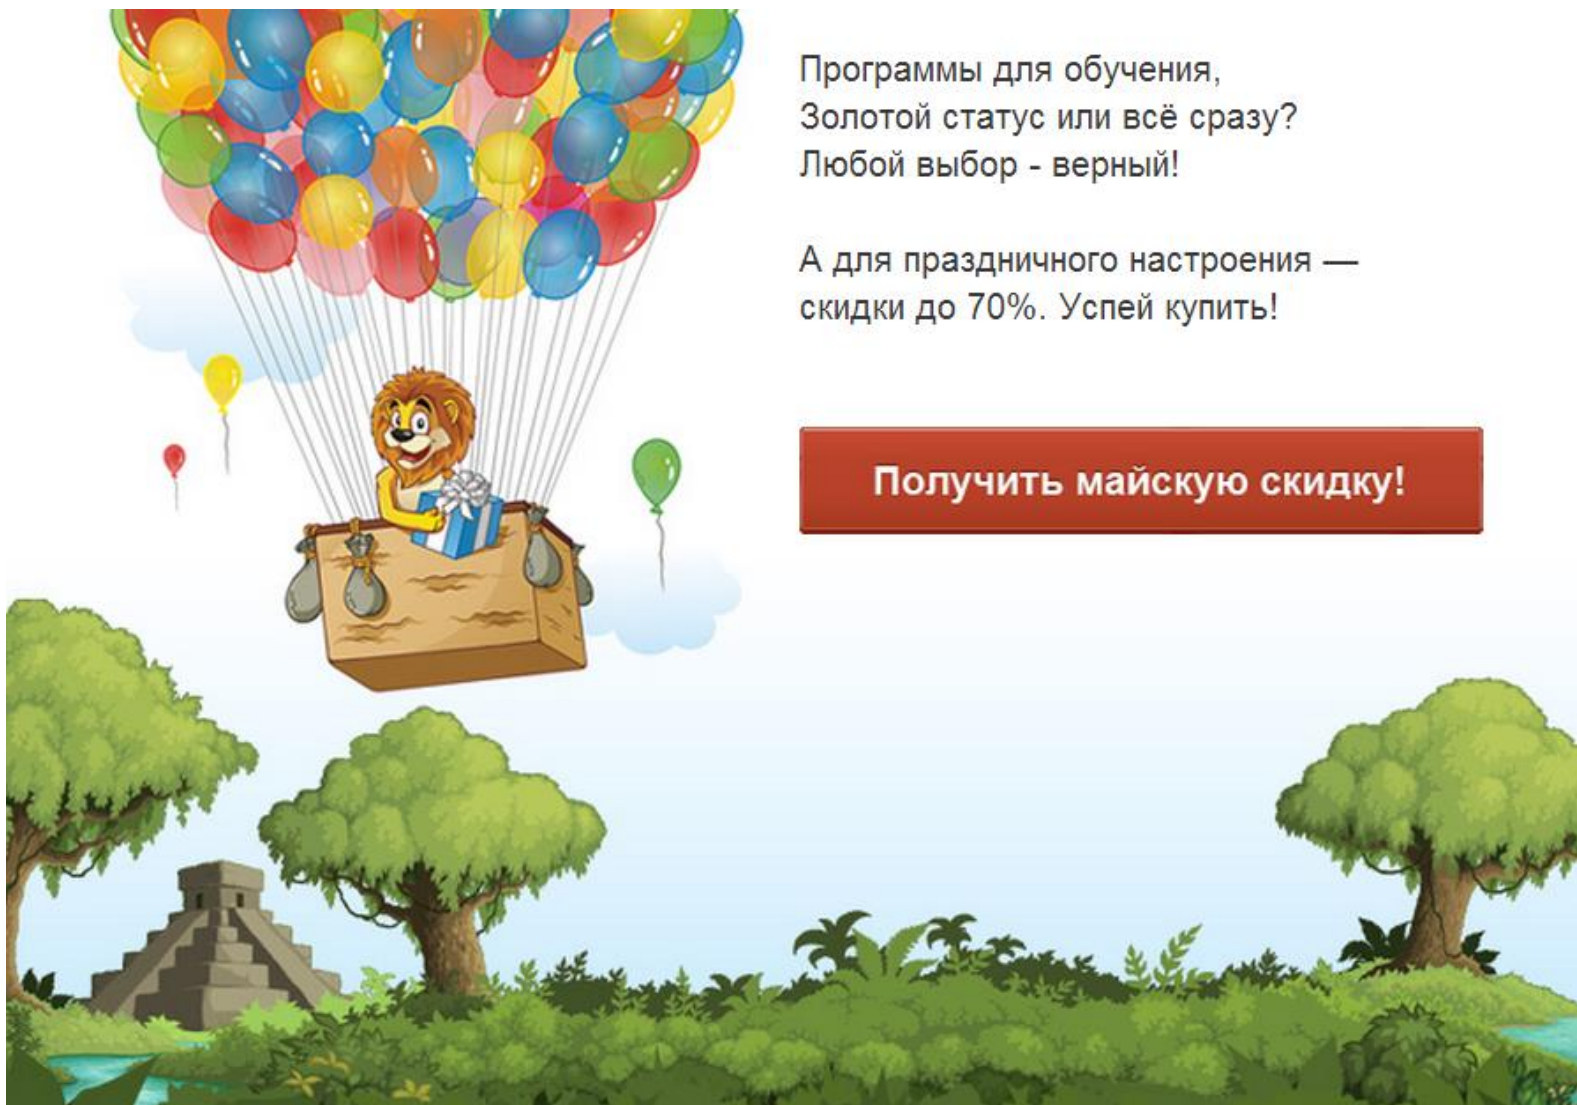 Программы для обучения,
Золотой статус или всё сразу?
Любой выбор - верный!
А для праздничного настроения —
скидки до 70%. Успей купить!
Получить майскую скидку!